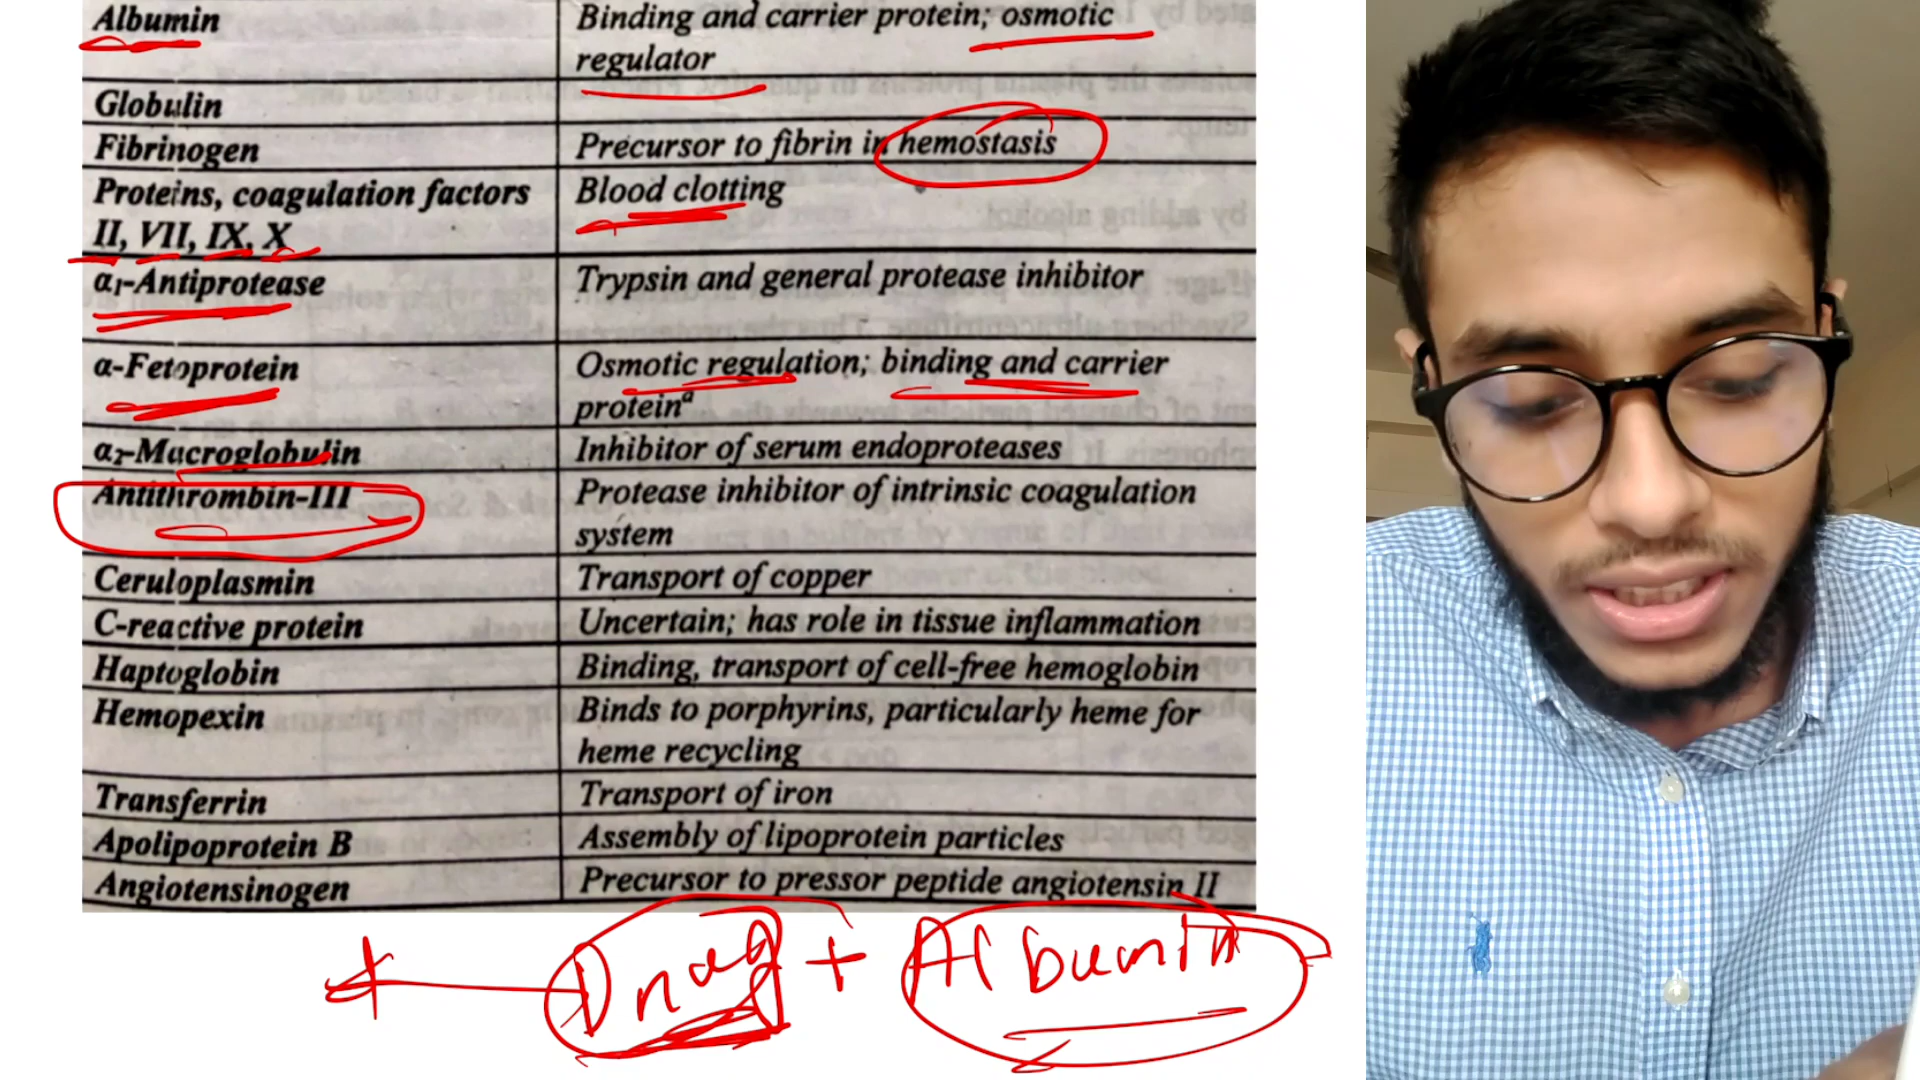 Albumin
Binding and carrier protein; osmotic
regulator
Globulin
Fibrinogen
Precursor to fibrin in hemostasis
Proteins, coagulation factors
II, VII, IX, X
Blood clotting
α₁-Antiprotease
Trypsin and general protease inhibitor
α-Fetoprotein
Osmotic regulation; binding and carrier
proteinᵃ
α₂-Macroglobulin
Inhibitor of serum endoproteases
Antithrombin-III
Protease inhibitor of intrinsic coagulation
system
Ceruloplasmin
Transport of copper
C-reactive protein
Uncertain; has role in tissue inflammation
Haptoglobin
Binding, transport of cell-free hemoglobin
Hemopexin
Binds to porphyrins, particularly heme for
heme recycling
Transferrin
Transport of iron
Apolipoprotein B
Assembly of lipoprotein particles
Angiotensinogen
Precursor to pressor peptide angiotensin II
Drug + Albumin